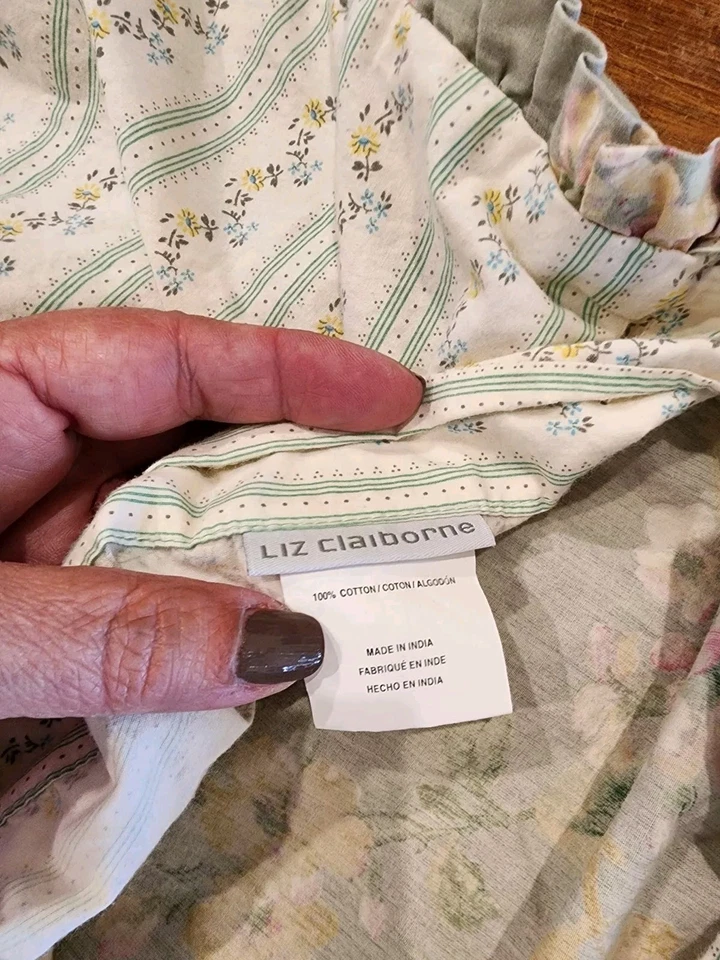 LIZ claiborne
100% COTTON/COTON/ALGODÓN
MADE IN INDIA
FABRIQUÉ EN INDE
HECHO EN INDIA